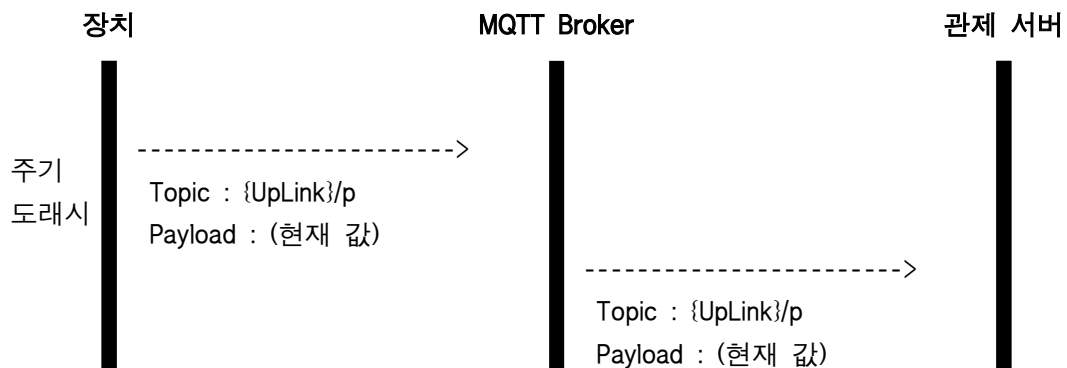 장치
MQTT Broker
관제 서버
주기
도래시
Topic : {UpLink}/p
Payload : (현재 값)
Topic : {UpLink}/p
Payload : (현재 값)